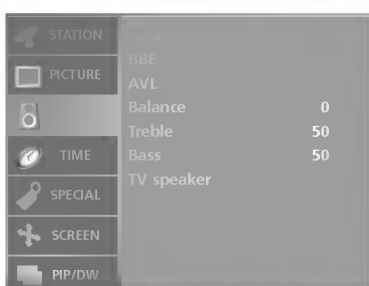 STATION
PICTURE
TIME
SPECIAL
SCREEN
PIP/DW
BBE
AVL
Balance 0
Treble 50
Bass 50
TV speaker